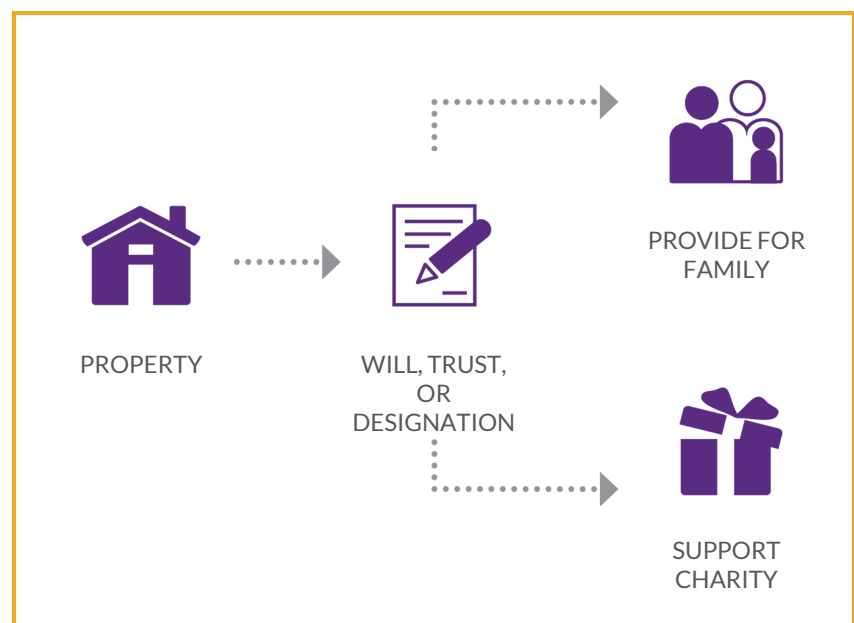 PROPERTY
WILL, TRUST,
OR
DESIGNATION
PROVIDE FOR
FAMILY
SUPPORT
CHARITY